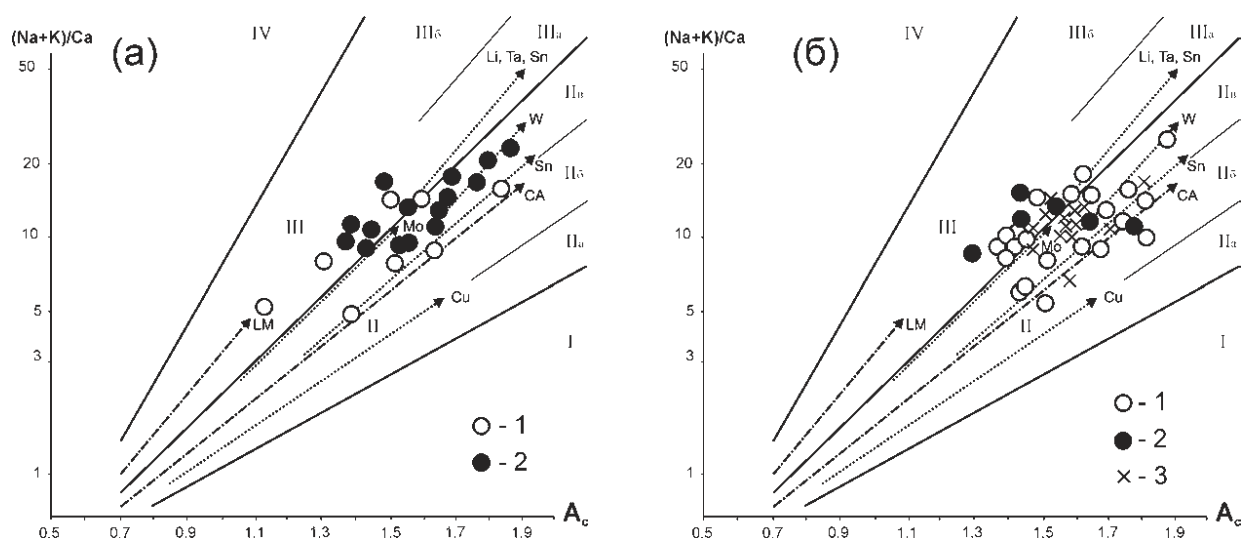 (Na+K)/Ca
(а)
IV
IIIб
IIIа
Li, Ta, Sn
50
IIв
W
20
Sn
IIб
CA
III
Mo
10
IIа
5
LM
Cu
II
3
I
- 1
- 2
1
0.5
0.7
0.9
1.1
1.3
1.5
1.7
1.9
Ac
(Na+K)/Ca
(б)
IV
IIIб
IIIа
Li, Ta, Sn
50
IIв
W
20
Sn
IIб
CA
III
10
Mo
IIа
5
LM
Cu
II
3
I
- 1
- 2
- 3
1
0.5
0.7
0.9
1.1
1.3
1.5
1.7
1.9
Ac